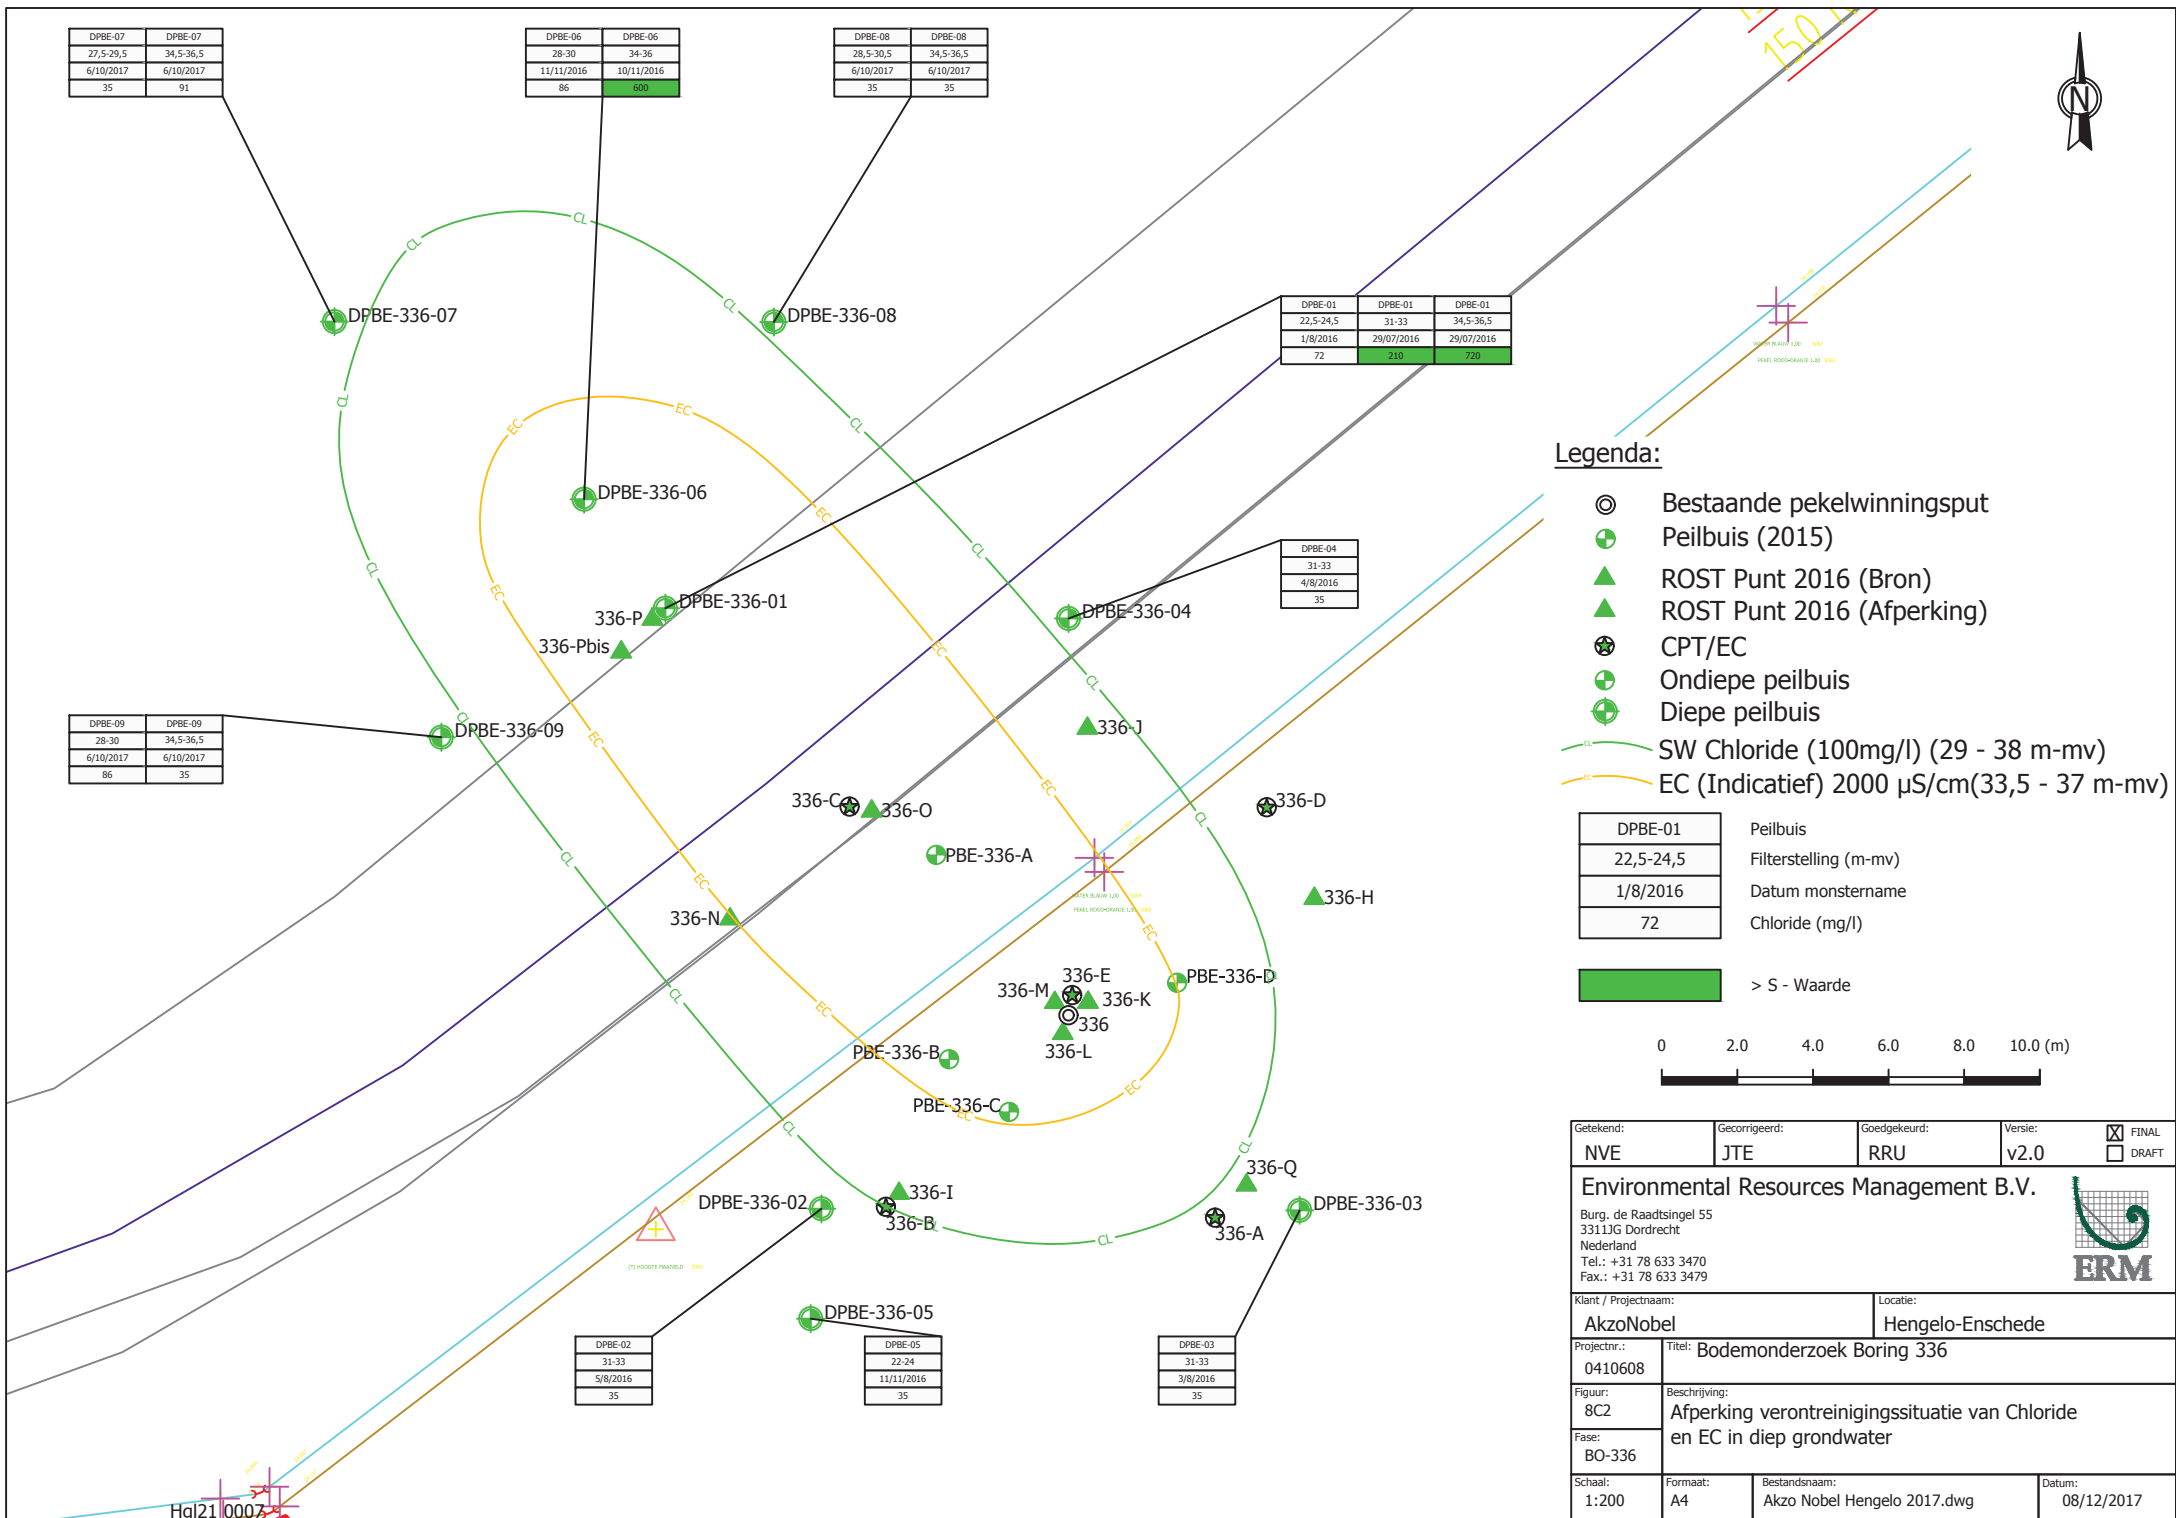 DPBE-07 DPBE-07
27,5-29,5 34,5-36,5
6/10/2017 6/10/2017
35 91
DPBE-06 DPBE-06
28-30 34-36
11/11/2016 10/11/2016
86 600
DPBE-08 DPBE-08
28,5-30,5 34,5-36,5
6/10/2017 6/10/2017
35 35
N
DPBE-01 DPBE-01 DPBE-01
22,5-24,5 31-33 34,5-36,5
1/8/2016 29/07/2016 29/07/2016
72 210 720
DPBE-336-07
DPBE-336-08
DPBE-336-06
DPBE-04
31-33
4/8/2016
35
DPBE-336-01
336-P
336-Pbis
DPBE-336-04
DPBE-09 DPBE-09
28-30 34,5-36,5
6/10/2017 6/10/2017
86 35
DPBE-336-09
336-J
336-C
336-O
336-D
PBE-336-A
336-H
336-N
WATER BLAUW 1,00
PEKEL ROOD-ORANJE 1,00
336-E
PBE-336-D
336-M
336-K
336
336-L
PBE-336-B
PBE-336-C
336-Q
DPBE-336-02
336-I
336-B
336-A
DPBE-336-03
DPBE-336-05
(T) HOOGTE MAAIVELD
DPBE-02
31-33
5/8/2016
35
DPBE-05
22-24
11/11/2016
35
DPBE-03
31-33
3/8/2016
35
Hgl21 0007
Legenda:
Bestaande pekelwinningsput
Peilbuis (2015)
ROST Punt 2016 (Bron)
ROST Punt 2016 (Afperking)
CPT/EC
Ondiepe peilbuis
Diepe peilbuis
CL SW Chloride (100mg/l) (29 - 38 m-mv)
EC EC (Indicatief) 2000 µS/cm(33,5 - 37 m-mv)
DPBE-01 Peilbuis
22,5-24,5 Filterstelling (m-mv)
1/8/2016 Datum monstername
72 Chloride (mg/l)
> S - Waarde
0 2.0 4.0 6.0 8.0 10.0 (m)
Getekend: Gecorrigeerd: Goedgekeurd: Versie: FINAL
NVE JTE RRU v2.0 DRAFT
Environmental Resources Management B.V.
Burg. de Raadtsingel 55
3311JG Dordrecht
Nederland
Tel.: +31 78 633 3470
Fax.: +31 78 633 3479
ERM
Klant / Projectnaam: Locatie:
AkzoNobel Hengelo-Enschede
Projectnr.: Titel: Bodemonderzoek Boring 336
0410608
Figuur: Beschrijving:
8C2 Afperking verontreinigingssituatie van Chloride
en EC in diep grondwater
Fase:
BO-336
Schaal: Formaat: Bestandsnaam: Datum:
1:200 A4 Akzo Nobel Hengelo 2017.dwg 08/12/2017